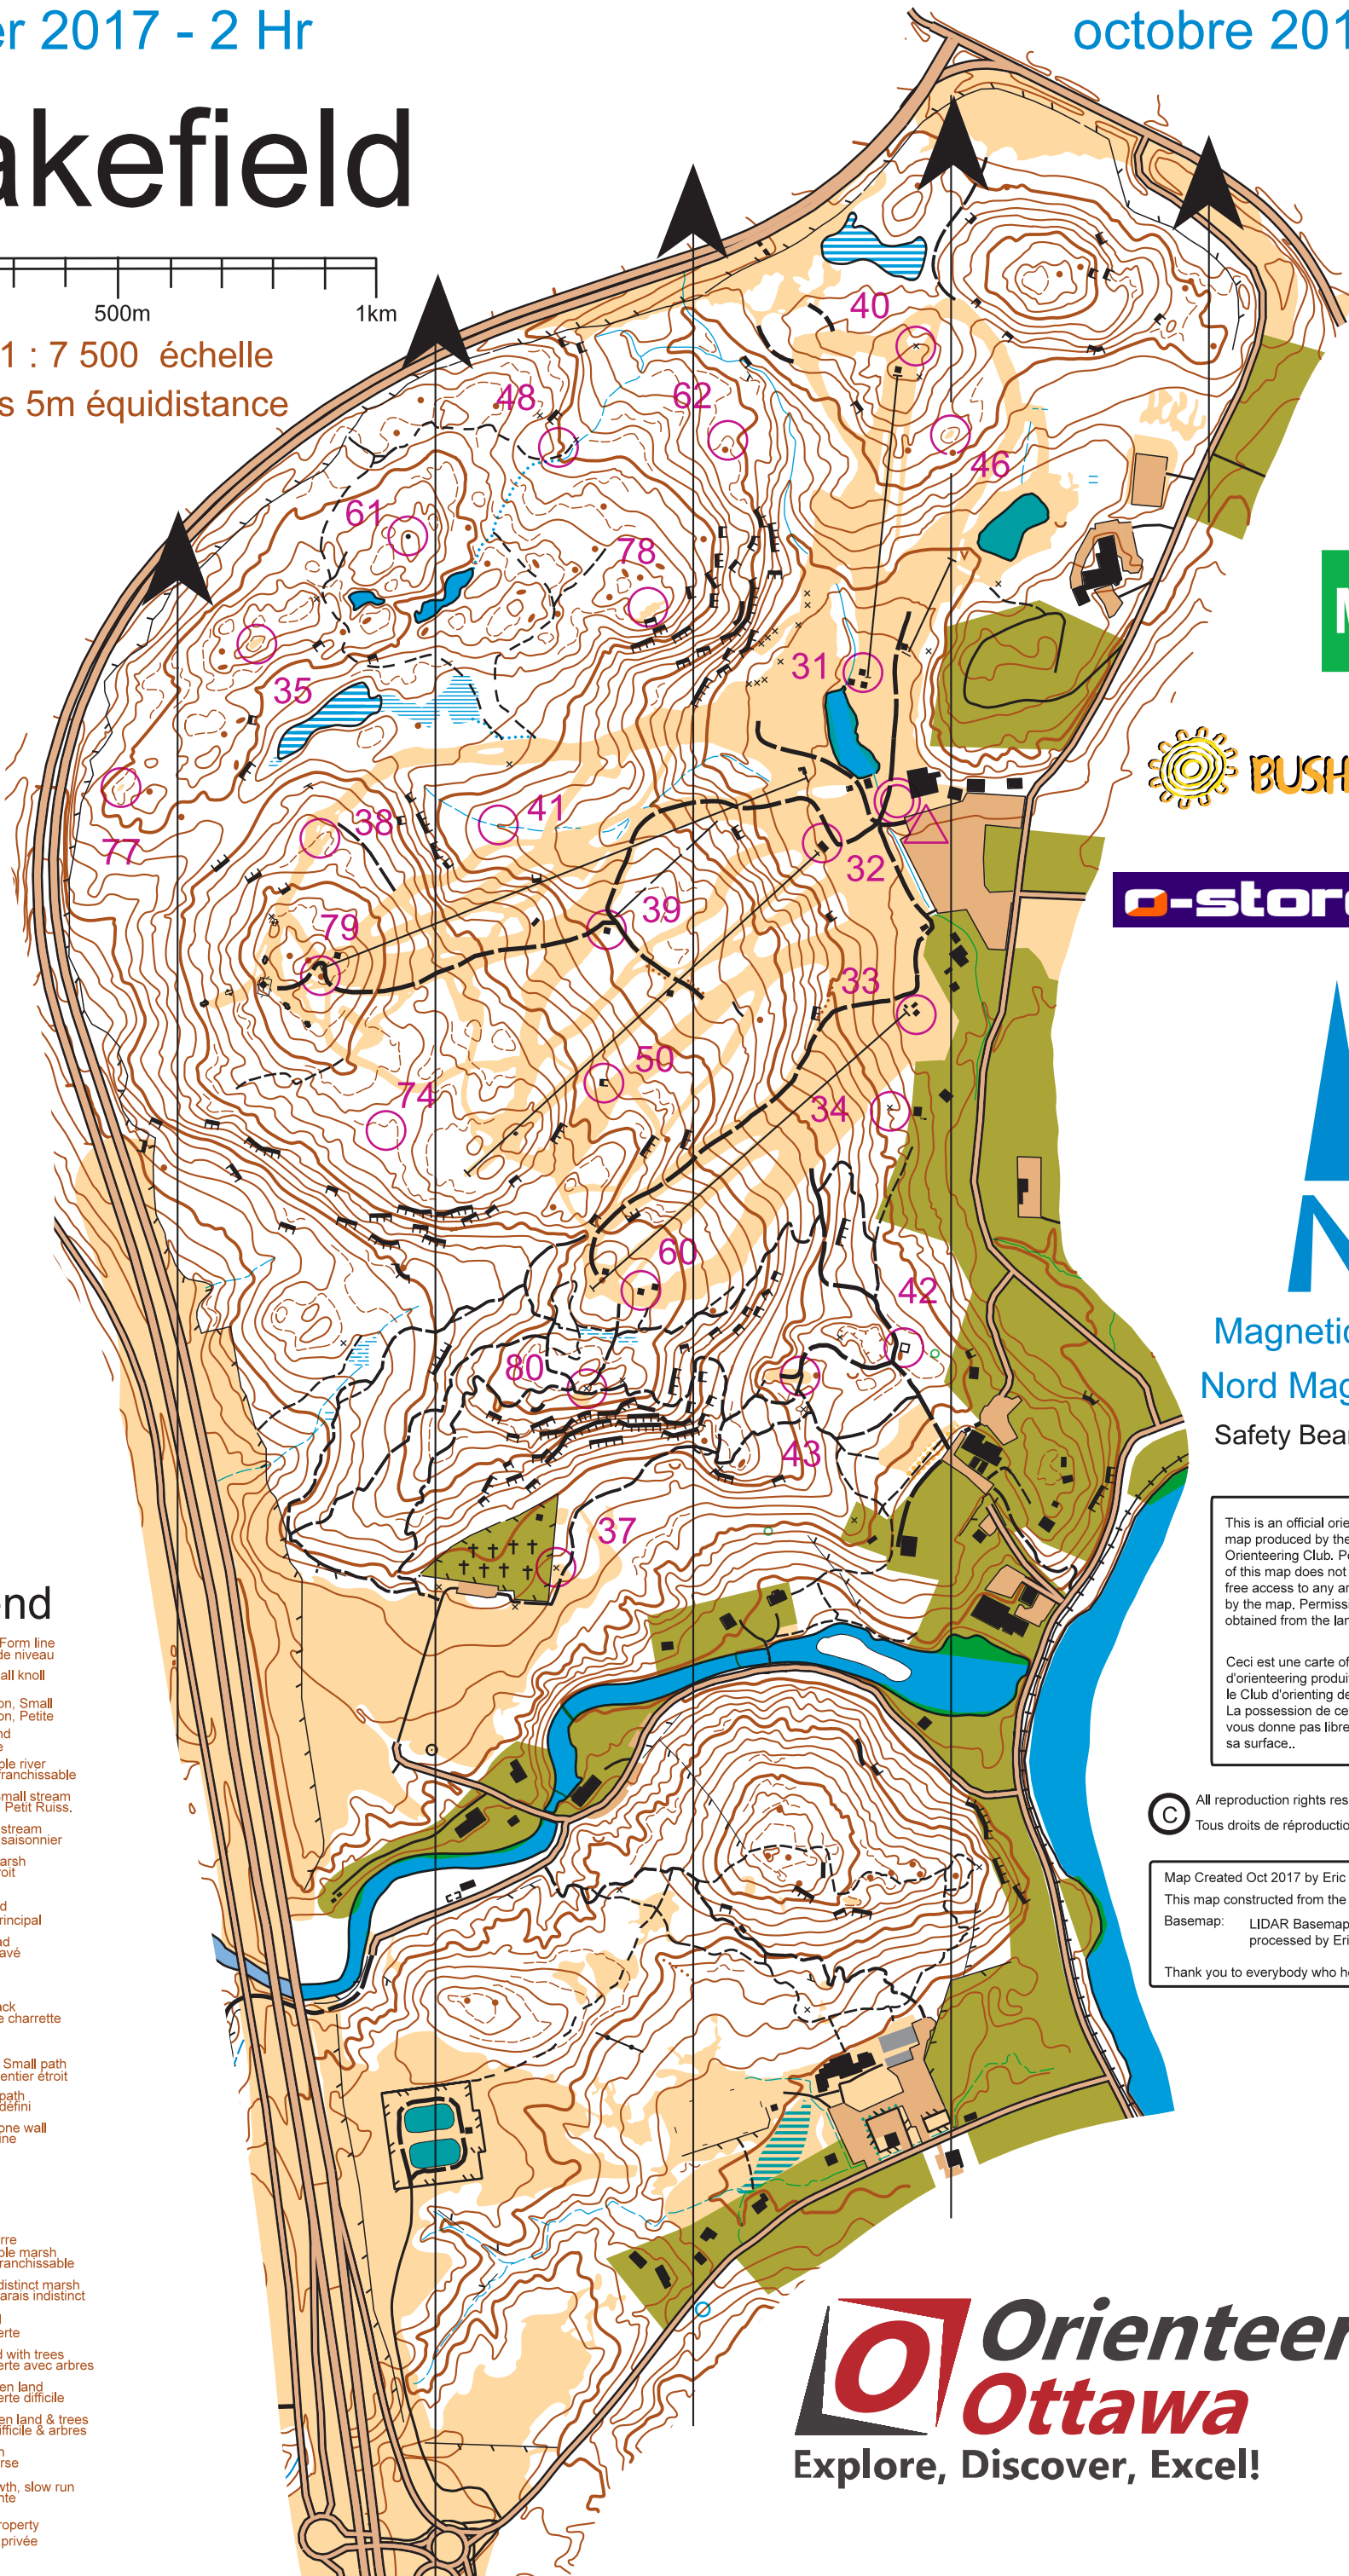 er 2017 - 2 Hr
octobre 201
akefield
500m
1km
1 : 7 500 échelle
s 5m équidistance
40
48
62
46
61
78
31
35
BUSH
38
41
77
32
o-store
39
79
33
50
74
34
60
42
80
43
37
N
Magnetic
Nord Mag
Safety Bear
This is an official orie
map produced by the
Orienteering Club. Po
of this map does not
free access to any ar
by the map. Permissi
obtained from the lan
Ceci est une carte of
d'orienteering produi
le Club d'orienting de
La possession de ce
vous donne pas libre
sa surface..
C
All reproduction rights res
Tous droits de réproductio
Map Created Oct 2017 by Eric
This map constructed from the
Basemap: LIDAR Basemap
processed by Eri
Thank you to everybody who h
end
Form line
de niveau
all knoll
on, Small
on, Petite
nd
e
ble river
franchissable
mall stream
Petit Ruiss.
stream
saisonnier
arsh
roit
d
rincipal
ad
avé
ack
e charrette
Small path
entier étroit
path
défini
one wall
ine
rre
ble marsh
franchissable
distinct marsh
arais indistinct
d
erte
d with trees
erte avec arbres
en land
erte difficile
en land & trees
fficile & arbres
n
rse
wth, slow run
nte
roperty
privée
O
Orienteer
Ottawa
Explore, Discover, Excel!